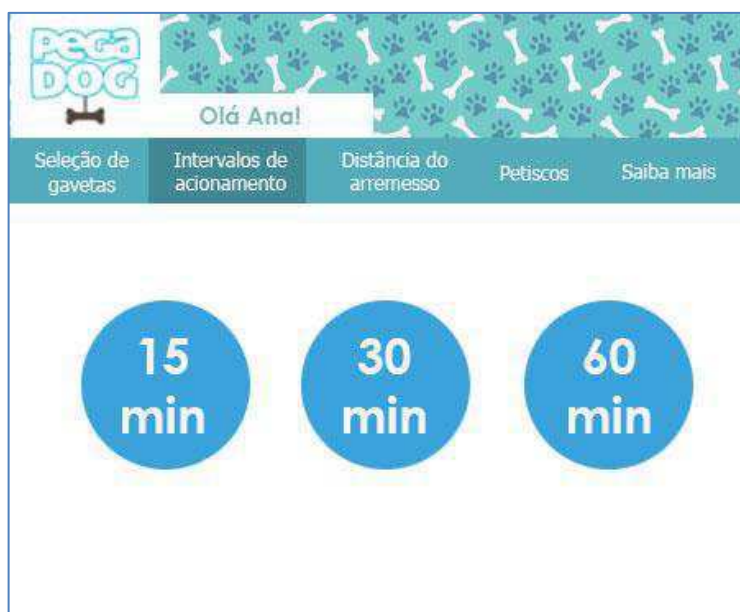 PEGA
DOG
Olá Ana!
Seleção de
gavetas
Intervalos de
acionamento
Distância do
arremesso
Petiscos
Saiba mais
15
min
30
min
60
min